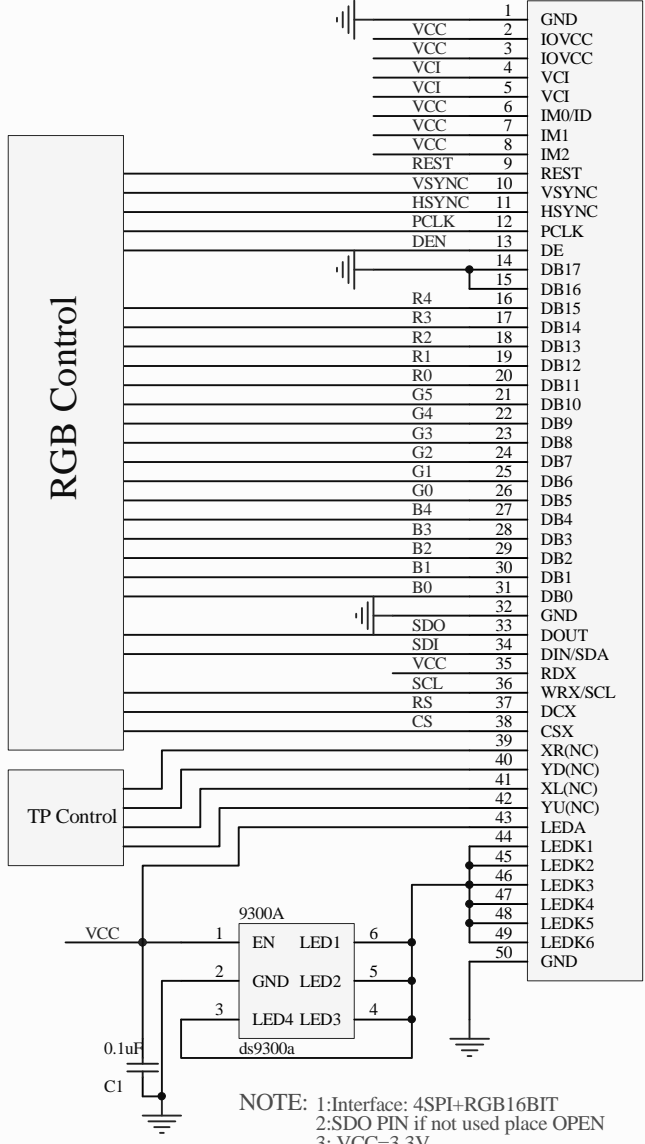 1 GND
VCC 2 IOVCC
VCC 3 IOVCC
VCI 4 VCI
VCI 5 VCI
VCC 6 IM0/ID
VCC 7 IM1
VCC 8 IM2
REST 9 REST
VSYNC 10 VSYNC
HSYNC 11 HSYNC
PCLK 12 PCLK
DEN 13 DE
14 DB17
15 DB16
R4 16 DB15
R3 17 DB14
R2 18 DB13
R1 19 DB12
R0 20 DB11
G5 21 DB10
G4 22 DB9
G3 23 DB8
G2 24 DB7
G1 25 DB6
G0 26 DB5
B4 27 DB4
B3 28 DB3
B2 29 DB2
B1 30 DB1
B0 31 DB0
32 GND
SDO 33 DOUT
SDI 34 DIN/SDA
VCC 35 RDX
SCL 36 WRX/SCL
RS 37 DCX
CS 38 CSX
39 XR(NC)
40 YD(NC)
41 XL(NC)
42 YU(NC)
43 LEDA
44 LEDK1
45 LEDK2
46 LEDK3
47 LEDK4
48 LEDK5
49 LEDK6
50 GND
RGB Control
TP Control
VCC
9300A
1 EN LED1 6
2 GND LED2 5
3 LED4 LED3 4
ds9300a
0.1uF
C1
NOTE: 1:Interface: 4SPI+RGB16BIT
2:SDO PIN if not used place OPEN
3: VCC=3.3V